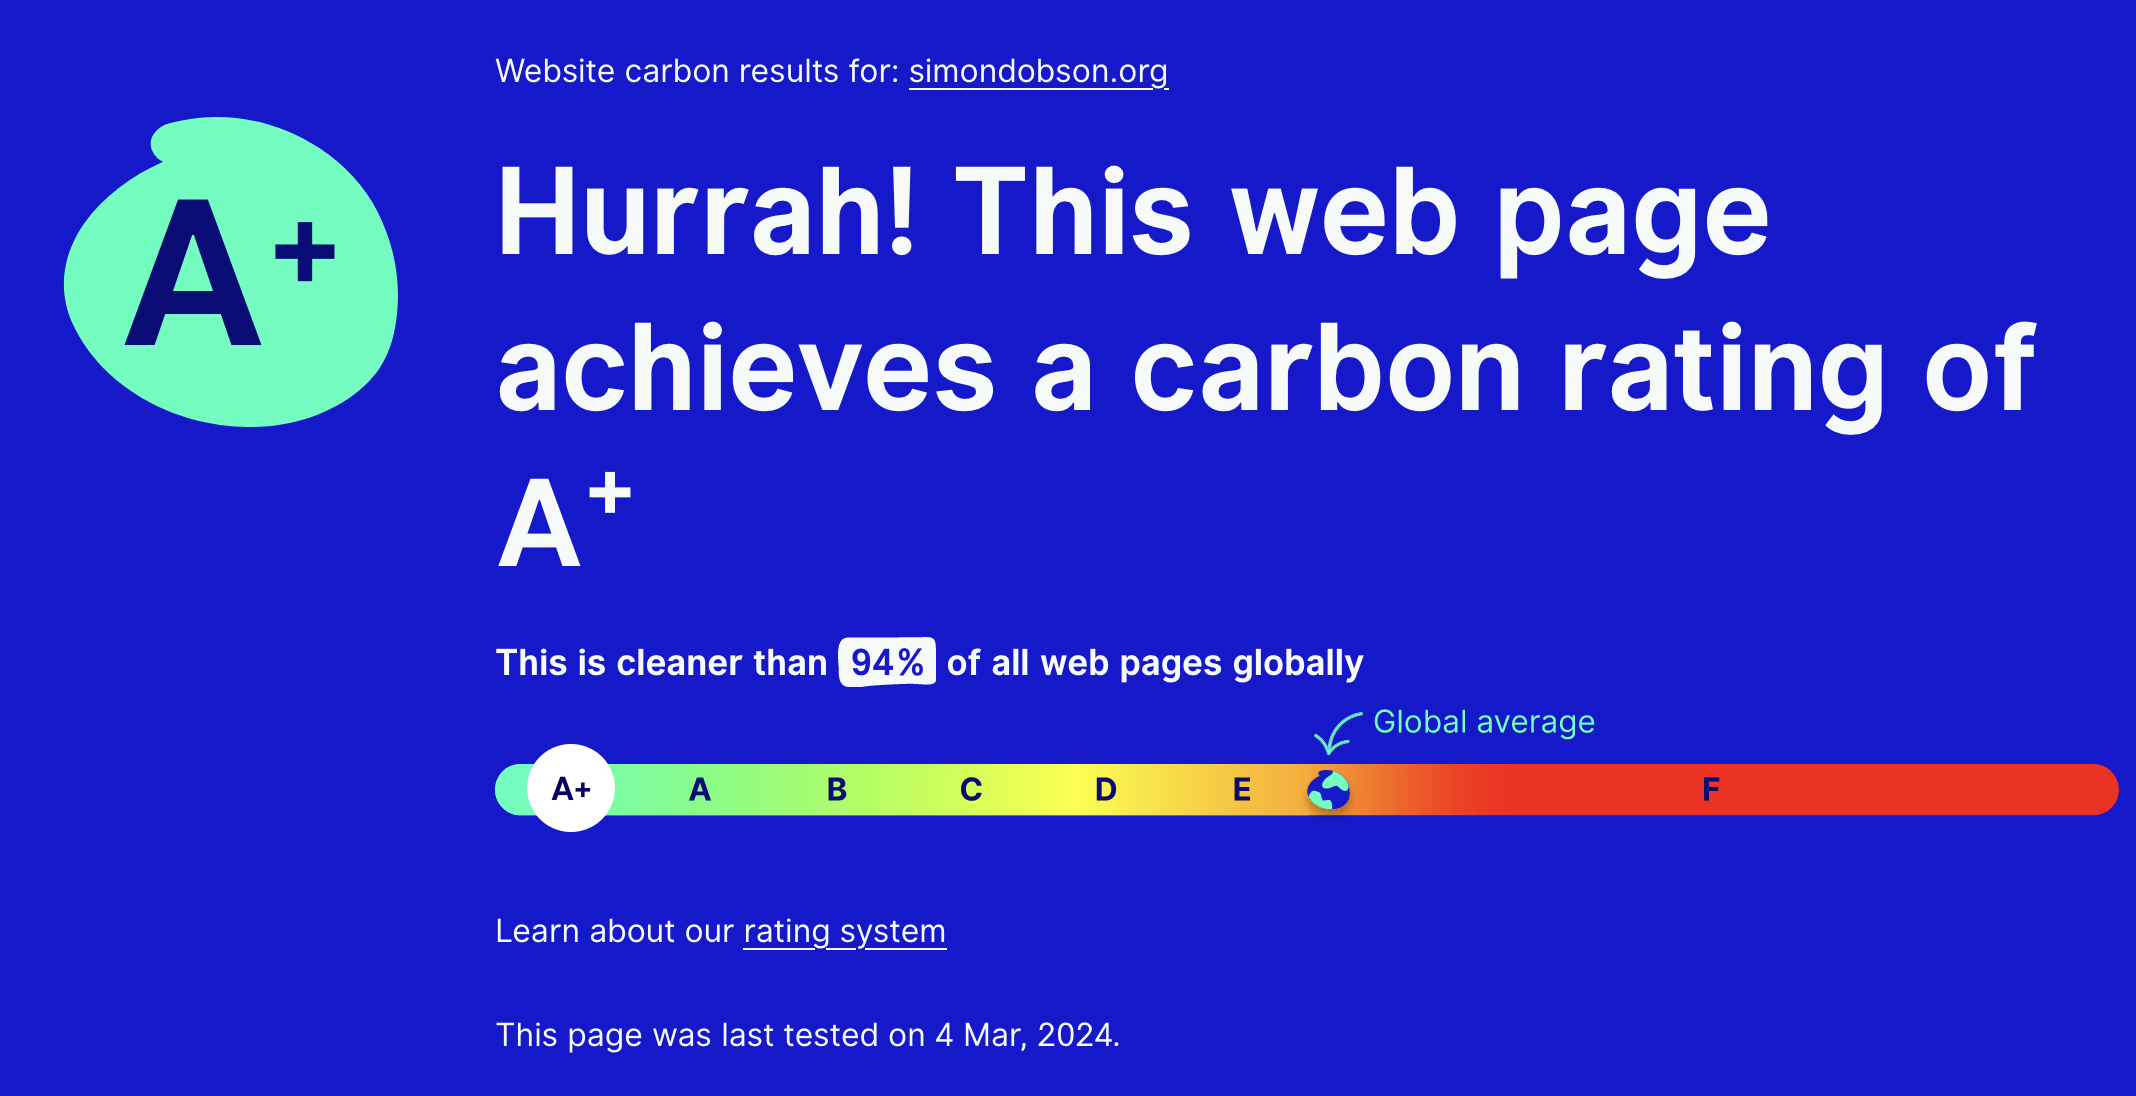 Website carbon results for: simondobson.org
A+
Hurrah! This web page
achieves a carbon rating of
A+
This is cleaner than 94% of all web pages globally
Global average
A+ A B C D E F
Learn about our rating system
This page was last tested on 4 Mar, 2024.